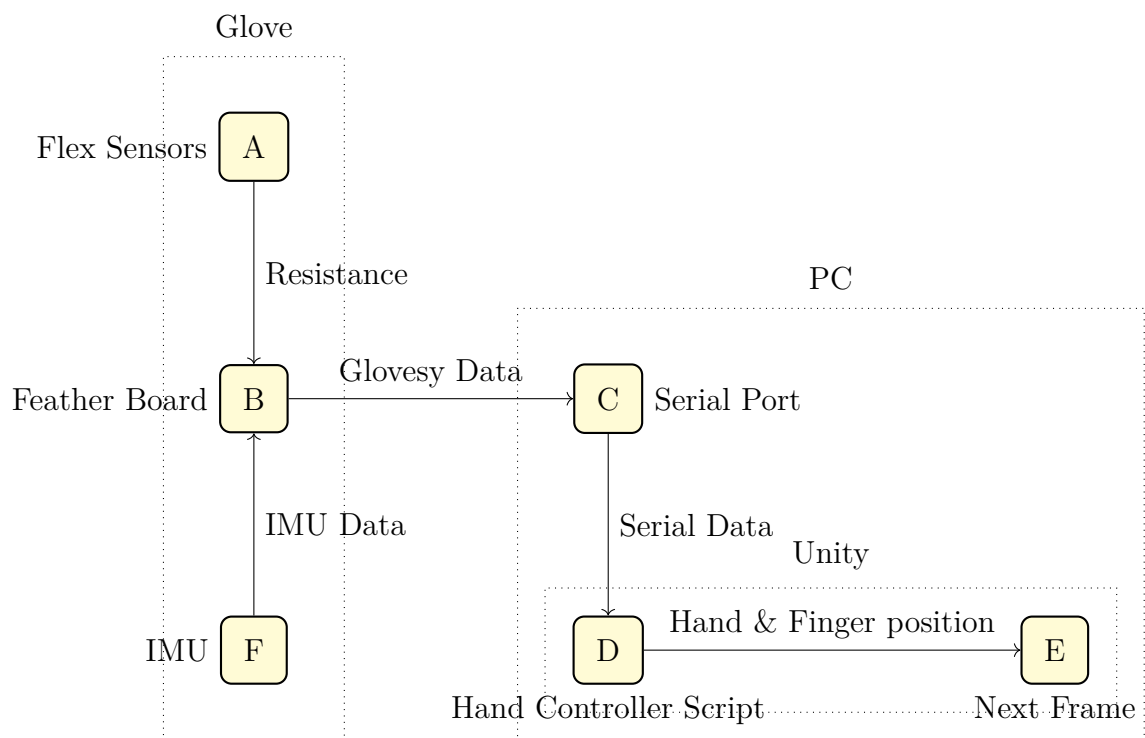 Glove
Flex Sensors
A
Resistance
PC
Feather Board
B
Glovesy Data
C
Serial Port
IMU Data
Serial Data
Unity
IMU
F
D
Hand & Finger position
E
Hand Controller Script
Next Frame